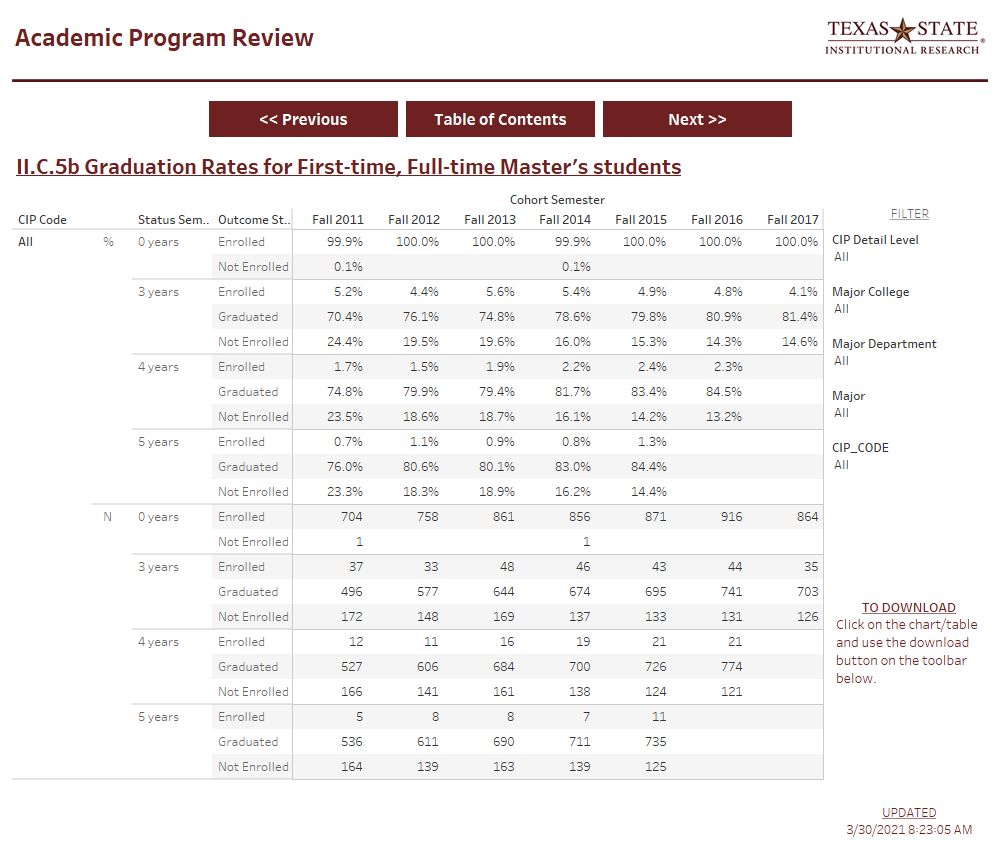 Academic Program Review
TEXAS STATE®
INSTITUTIONAL RESEARCH
<< Previous
Table of Contents
Next >>
II.C.5b Graduation Rates for First-time, Full-time Master's students
Cohort Semester
CIP Code Status Sem.. Outcome St.. Fall 2011 Fall 2012 Fall 2013 Fall 2014 Fall 2015 Fall 2016 Fall 2017
All % 0 years Enrolled 99.9% 100.0% 100.0% 99.9% 100.0% 100.0% 100.0%
Not Enrolled 0.1% 0.1%
3 years Enrolled 5.2% 4.4% 5.6% 5.4% 4.9% 4.8% 4.1%
Graduated 70.4% 76.1% 74.8% 78.6% 79.8% 80.9% 81.4%
Not Enrolled 24.4% 19.5% 19.6% 16.0% 15.3% 14.3% 14.6%
4 years Enrolled 1.7% 1.5% 1.9% 2.2% 2.4% 2.3%
Graduated 74.8% 79.9% 79.4% 81.7% 83.4% 84.5%
Not Enrolled 23.5% 18.6% 18.7% 16.1% 14.2% 13.2%
5 years Enrolled 0.7% 1.1% 0.9% 0.8% 1.3%
Graduated 76.0% 80.6% 80.1% 83.0% 84.4%
Not Enrolled 23.3% 18.3% 18.9% 16.2% 14.4%
N 0 years Enrolled 704 758 861 856 871 916 864
Not Enrolled 1 1
3 years Enrolled 37 33 48 46 43 44 35
Graduated 496 577 644 674 695 741 703
Not Enrolled 172 148 169 137 133 131 126
4 years Enrolled 12 11 16 19 21 21
Graduated 527 606 684 700 726 774
Not Enrolled 166 141 161 138 124 121
5 years Enrolled 5 8 8 7 11
Graduated 536 611 690 711 735
Not Enrolled 164 139 163 139 125
FILTER
CIP Detail Level
All
Major College
All
Major Department
All
Major
All
CIP_CODE
All
TO DOWNLOAD
Click on the chart/table
and use the download
button on the toolbar
below.
UPDATED
3/30/2021 8:23:05 AM